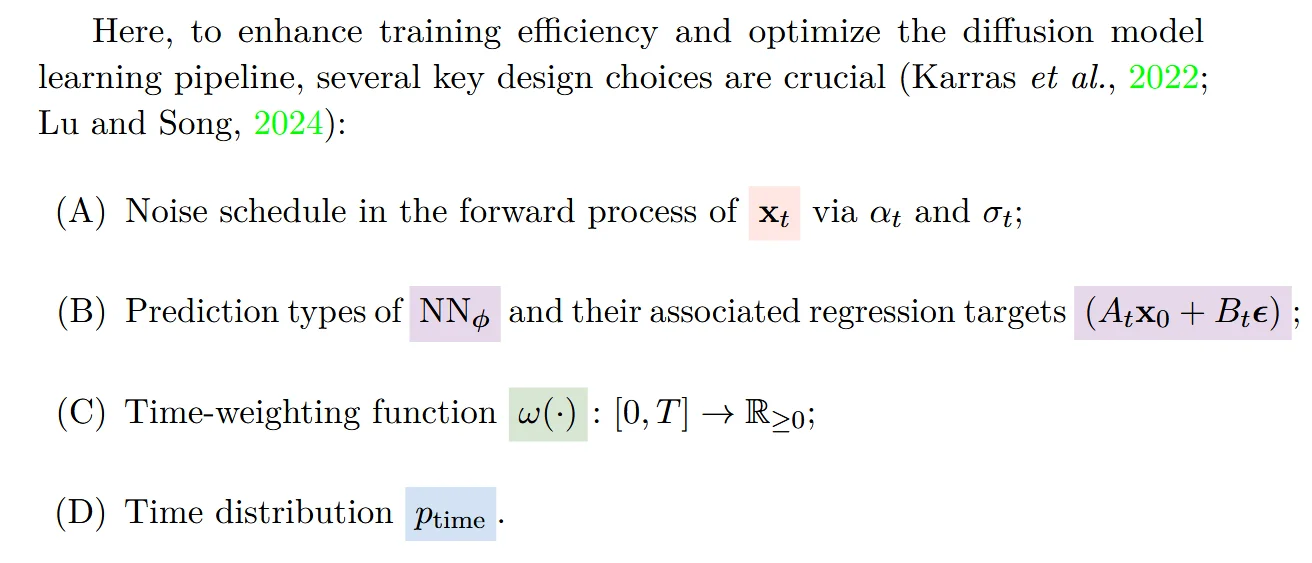 Here, to enhance training efficiency and optimize the diffusion model
learning pipeline, several key design choices are crucial (Karras et al., 2022;
Lu and Song, 2024):
(A) Noise schedule in the forward process of x_t via α_t and σ_t;
(B) Prediction types of NN_ϕ and their associated regression targets (A_t x_0 + B_t ϵ);
(C) Time-weighting function ω(·): [0, T] → ℝ_≥0;
(D) Time distribution p_time.